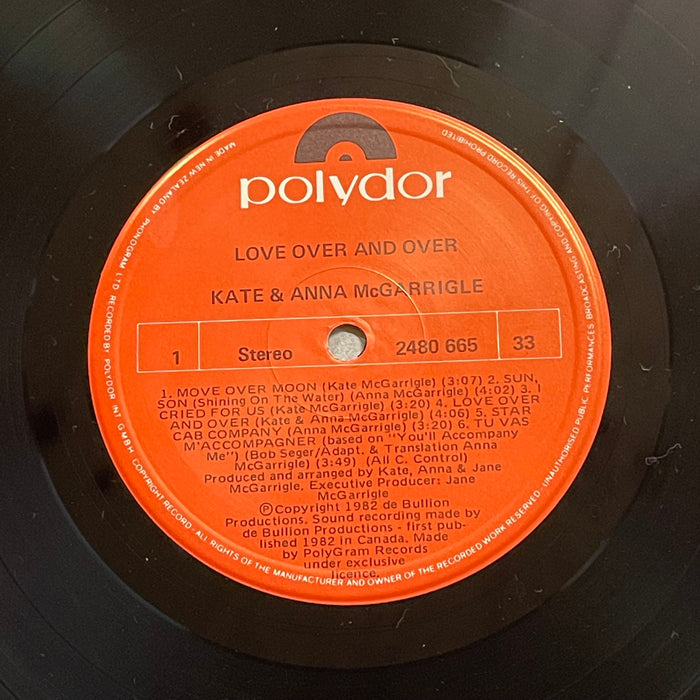 polydor
LOVE OVER AND OVER
KATE & ANNA McGARRIGLE
1 Stereo 2480 665 33
1. MOVE OVER MOON (Kate McGarrigle) (3:07) 2. SUN,
SON (Shining On The Water) (Anna McGarrigle) (4:02) 3. I
CRIED FOR US (Kate McGarrigle) (3:20) 4. LOVE OVER
AND OVER (Kate & Anna McGarrigle) (4:06) 5. STAR
CAB COMPANY (Anna McGarrigle) (3:20) 6. TU VAS
M'ACCOMPAGNER (based on "You'll Accompany
Me") (Bob Seger/Adapt. & Translation Anna
McGarrigle) (3:49) (All C. Control)
Produced and arranged by Kate, Anna & Jane
McGarrigle. Executive Producer: Jane
McGarrigle
℗Copyright 1982 de Bullion
Productions. Sound recording made by
de Bullion Productions - first pub-
lished 1982 in Canada. Made
by PolyGram Records
under exclusive
licence.
MADE IN NEW ZEALAND BY PHONOGRAM LTD. RECORDED BY POLYDOR INT. GMBH COPYRIGHT RECORD - ALL RIGHTS OF THE MANUFACTURER AND OWNER OF THE RECORDED WORK RESERVED. UNAUTHORISED PUBLIC PERFORMANCES BROADCASTING AND COPYING OF THIS RECORD PROHIBITED